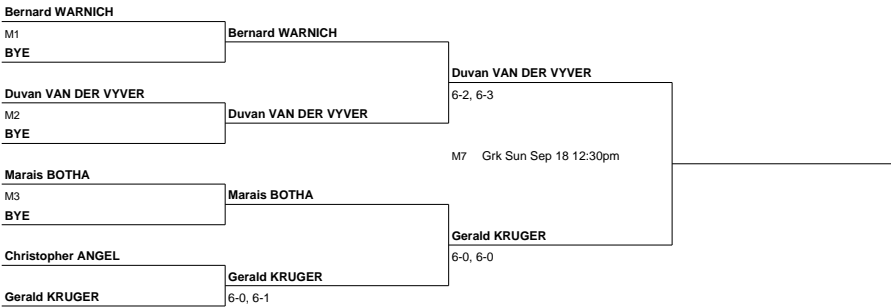 Bernard WARNICH
M1
BYE
Bernard WARNICH
Duvan VAN DER VYVER
6-2, 6-3
Duvan VAN DER VYVER
M2
BYE
Duvan VAN DER VYVER
M7 Grk Sun Sep 18 12:30pm
Marais BOTHA
M3
BYE
Marais BOTHA
Gerald KRUGER
6-0, 6-0
Christopher ANGEL
Gerald KRUGER
6-0, 6-1
Gerald KRUGER